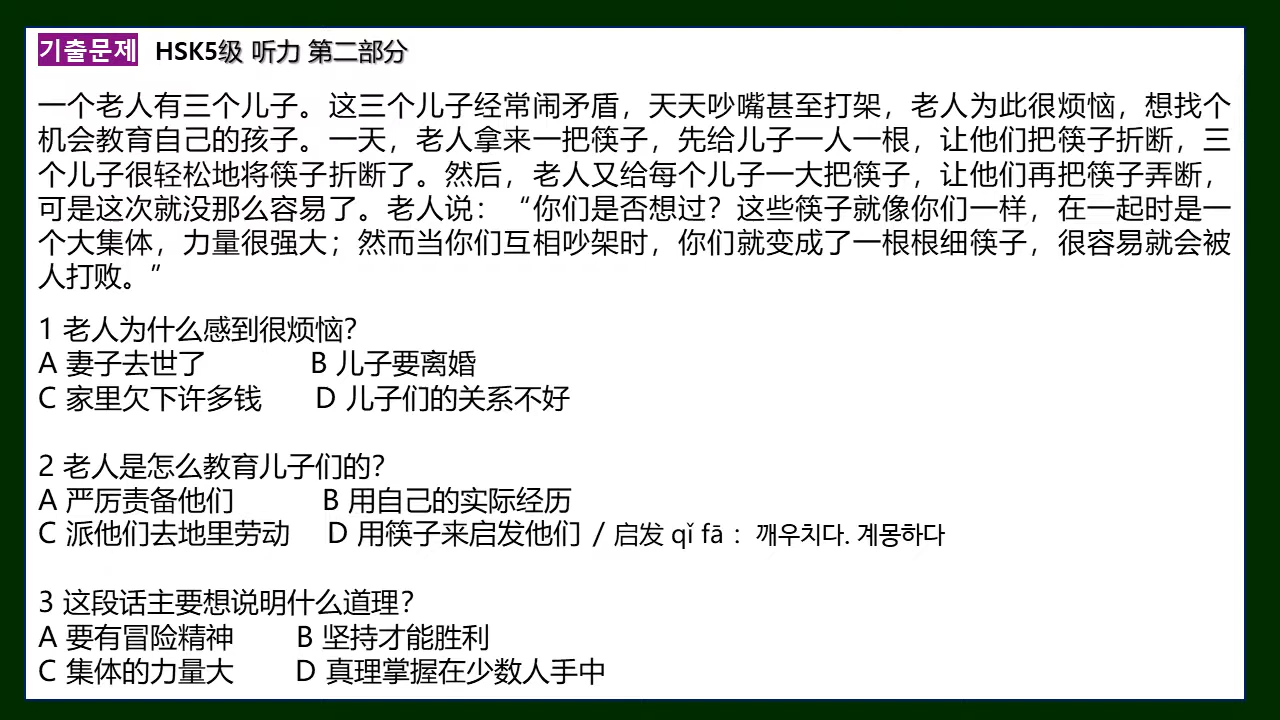 기출문제 HSK5级 听力 第二部分
一个老人有三个儿子。这三个儿子经常闹矛盾，天天吵嘴甚至打架，老人为此很烦恼，想找个
机会教育自己的孩子。一天，老人拿来一把筷子，先给儿子一人一根，让他们把筷子折断，三
个儿子很轻松地将筷子折断了。然后，老人又给每个儿子一大把筷子，让他们再把筷子弄断，
可是这次就没那么容易了。老人说：“你们是否想过？这些筷子就像你们一样，在一起时是一
个大集体，力量很强大；然而当你们互相吵架时，你们就变成了一根根细筷子，很容易就会被
人打败。”
1 老人为什么感到很烦恼？
A 妻子去世了 B 儿子要离婚
C 家里欠下许多钱 D 儿子们的关系不好
2 老人是怎么教育儿子们的？
A 严厉责备他们 B 用自己的实际经历
C 派他们去地里劳动 D 用筷子来启发他们 / 启发 qǐ fā : 깨우치다. 계몽하다
3 这段话主要想说明什么道理？
A 要有冒险精神 B 坚持才能胜利
C 集体的力量大 D 真理掌握在少数人手中